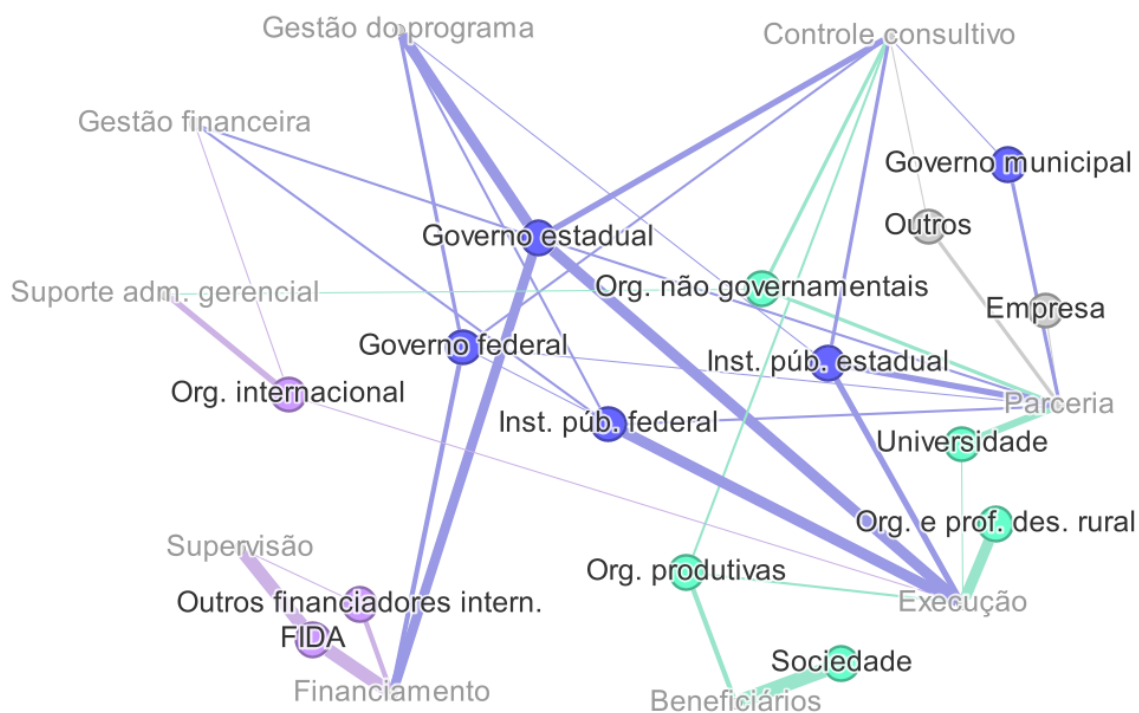 Gestão do programa
Controle consultivo
Gestão financeira
Governo municipal
Outros
Governo estadual
Suporte adm. gerencial
Org. não governamentais
Empresa
Governo federal
Inst. púb. estadual
Org. internacional
Parceria
Inst. púb. federal
Universidade
Org. e prof. des. rural
Supervisão
Org. produtivas
Outros financiadores intern.
Execução
FIDA
Sociedade
Financiamento
Beneficiários